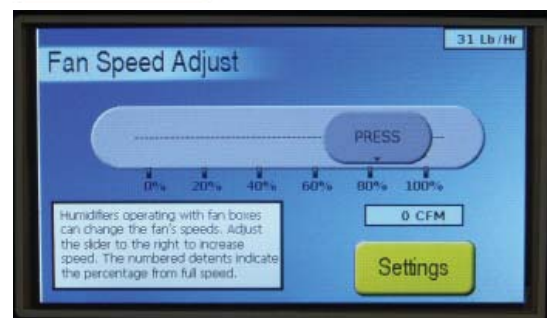 31 Lb/Hr
Fan Speed Adjust
PRESS
0% 20% 40% 60% 80% 100%
Humidifiers operating with fan boxes
can change the fan's speeds. Adjust
the slider to the right to increase
speed. The numbered detents indicate
the percentage from full speed.
0 CFM
Settings